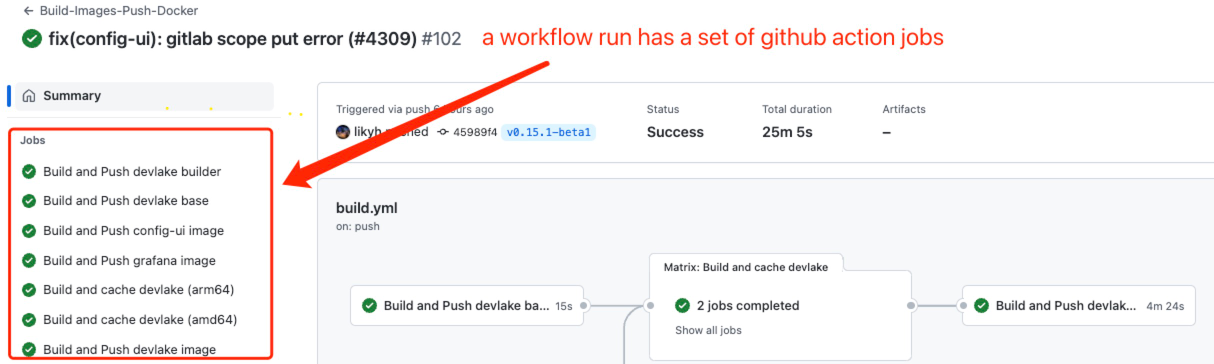 ← Build-Images-Push-Docker
fix(config-ui): gitlab scope put error (#4309) #102
a workflow run has a set of github action jobs
Summary
Jobs
Build and Push devlake builder
Build and Push devlake base
Build and Push config-ui image
Build and Push grafana image
Build and cache devlake (arm64)
Build and cache devlake (amd64)
Build and Push devlake image
Triggered via push ago
likyh 45989f4 v0.15.1-beta1
Status
Success
Total duration
25m 5s
Artifacts
–
build.yml
on: push
Build and Push devlake ba... 15s
Matrix: Build and cache devlake
2 jobs completed
Show all jobs
Build and Push devlak... 4m 24s